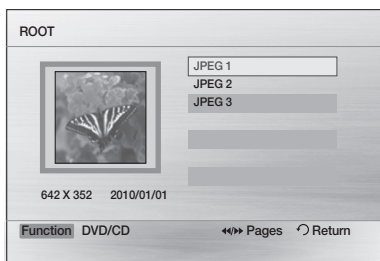 ROOT
JPEG 1
JPEG 2
JPEG 3
642 X 352 2010/01/01
Function DVD/CD ◀◀/▶▶ Pages Return